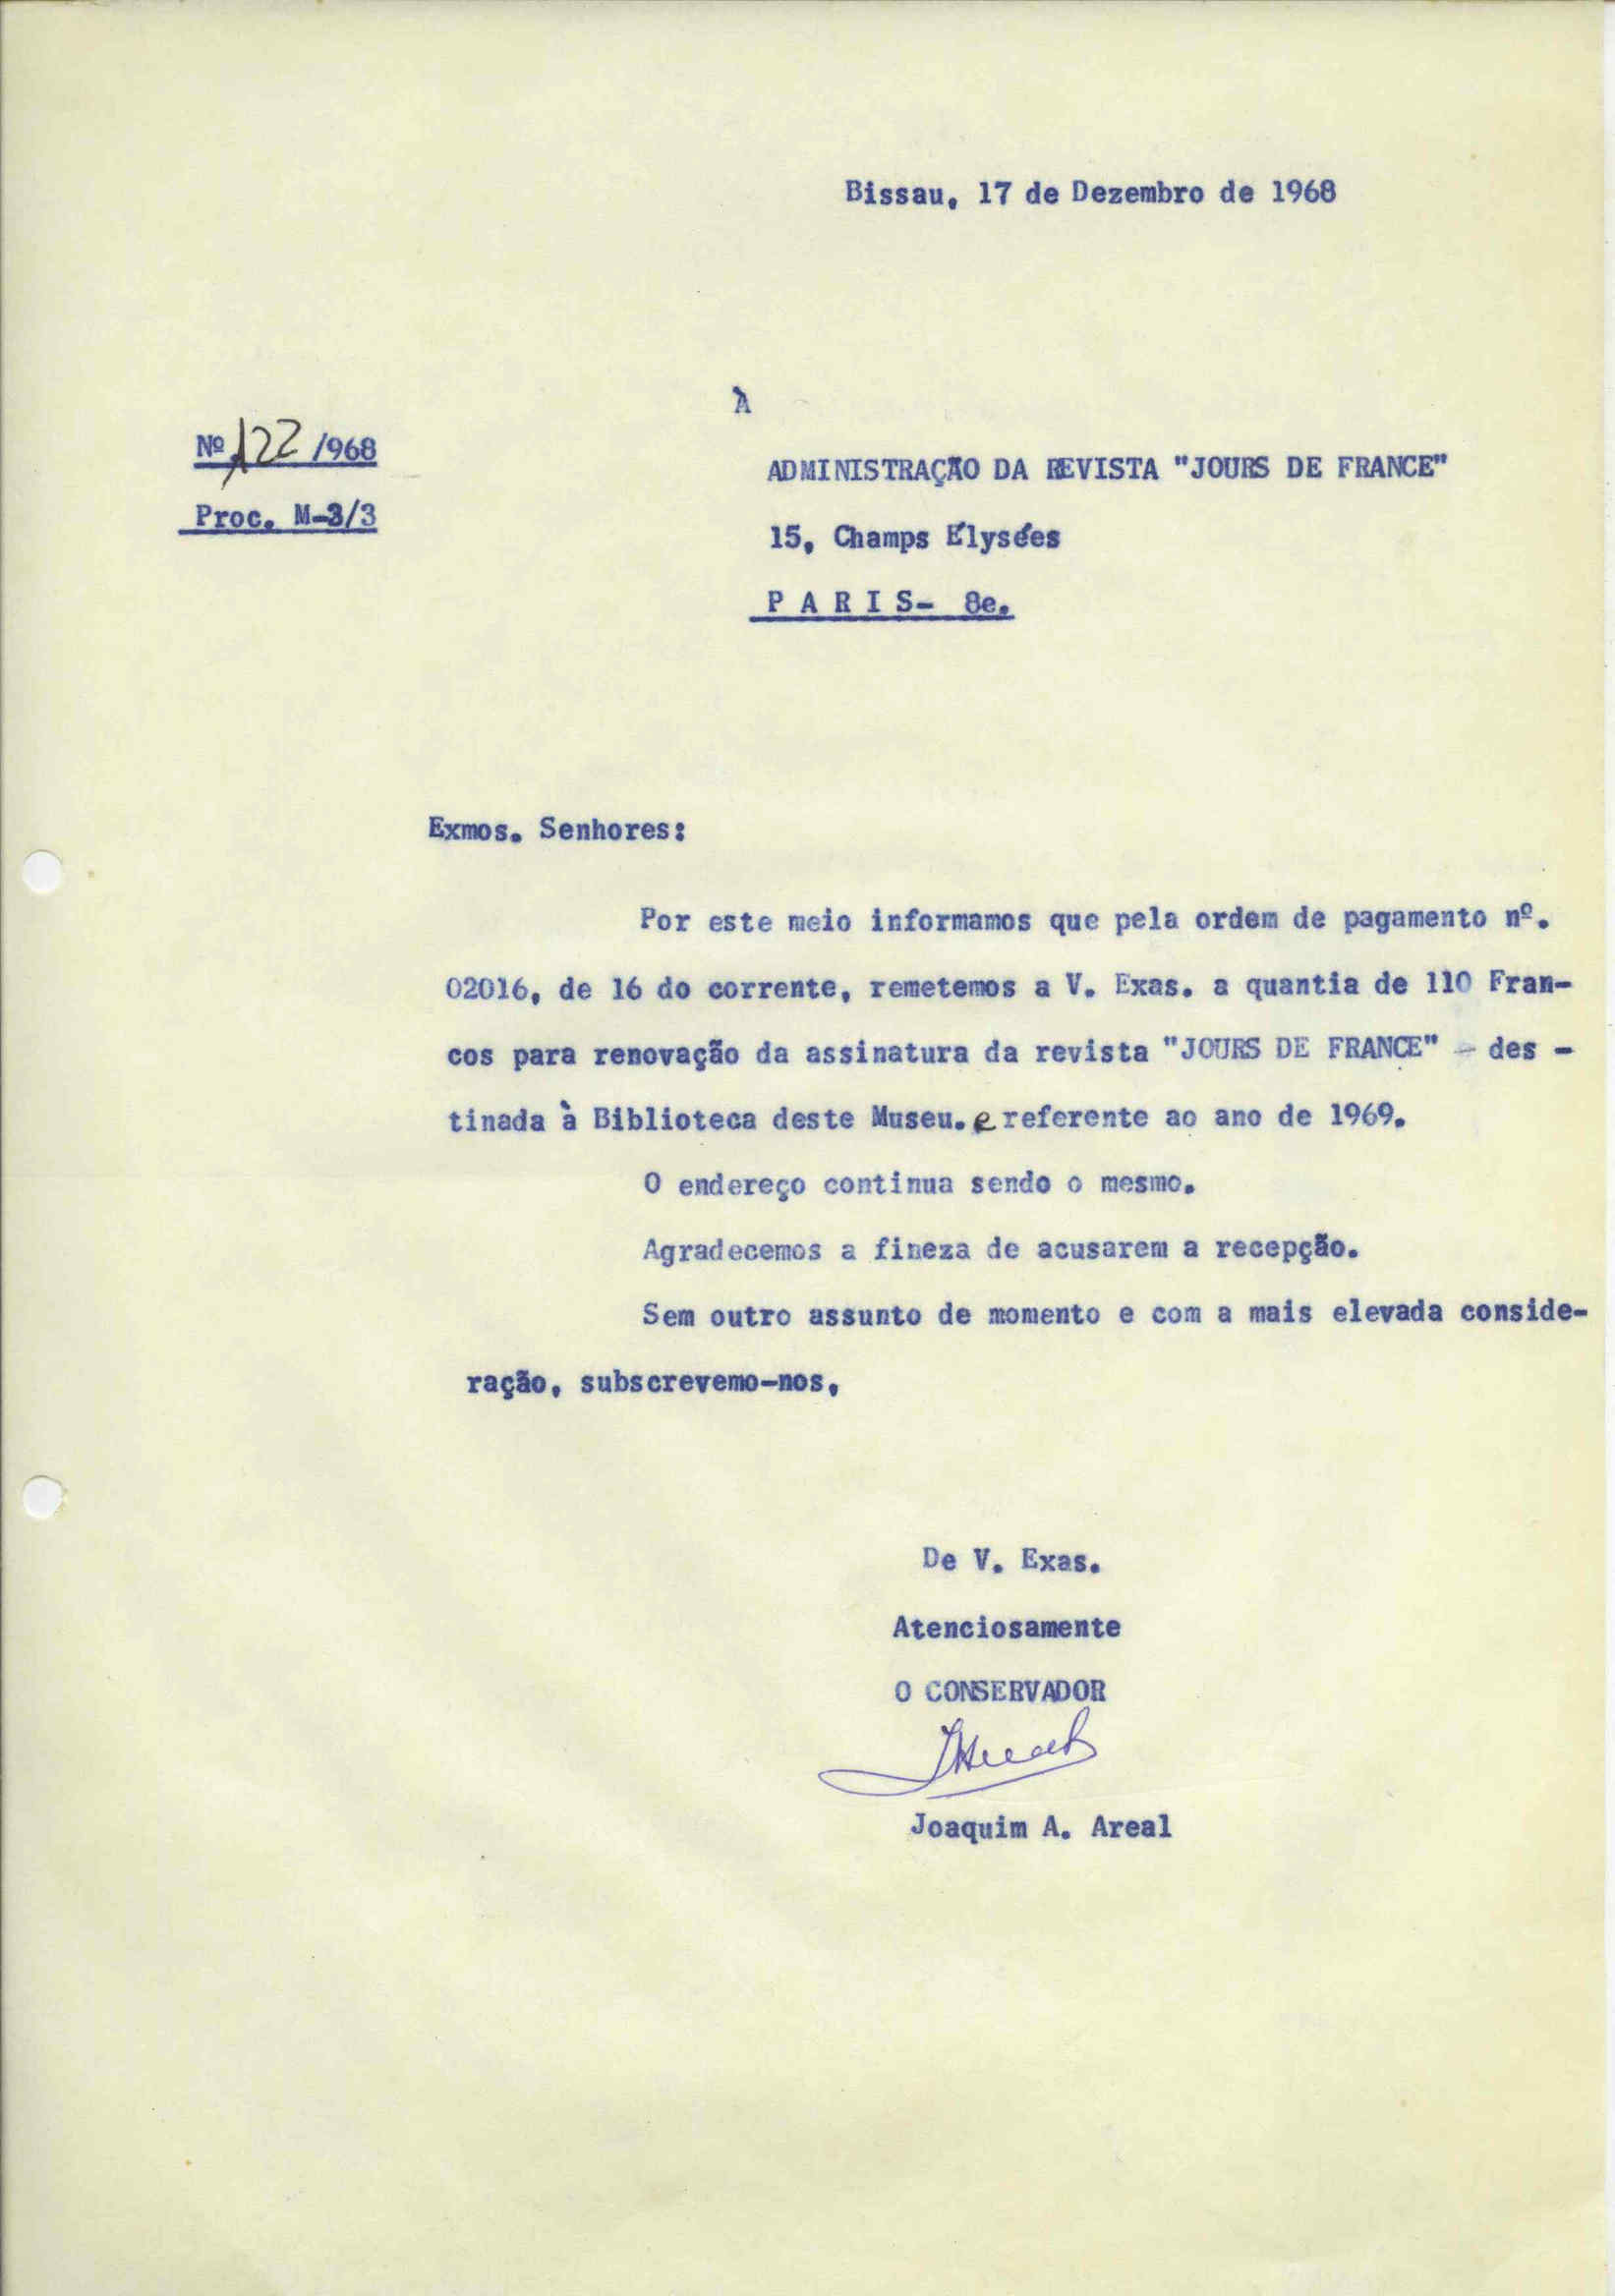 Bissau, 17 de Dezembro de 1968
À
Nº 122/968
Proc. M-3/3
ADMINISTRAÇÃO DA REVISTA "JOURS DE FRANCE"
15, Champs Élysées
P A R I S- 8e.
Exmos. Senhores:
Por este meio informamos que pela ordem de pagamento nº.
02016, de 16 do corrente, remetemos a V. Exas. a quantia de 110 Fran-
cos para renovação da assinatura da revista "JOURS DE FRANCE" - des -
tinada à Biblioteca deste Museu. e referente ao ano de 1969.
O endereço continua sendo o mesmo.
Agradecemos a fineza de acusarem a recepção.
Sem outro assunto de momento e com a mais elevada conside-
ração, subscrevemo-nos,
De V. Exas.
Atenciosamente
O CONSERVADOR
Joaquim A. Areal